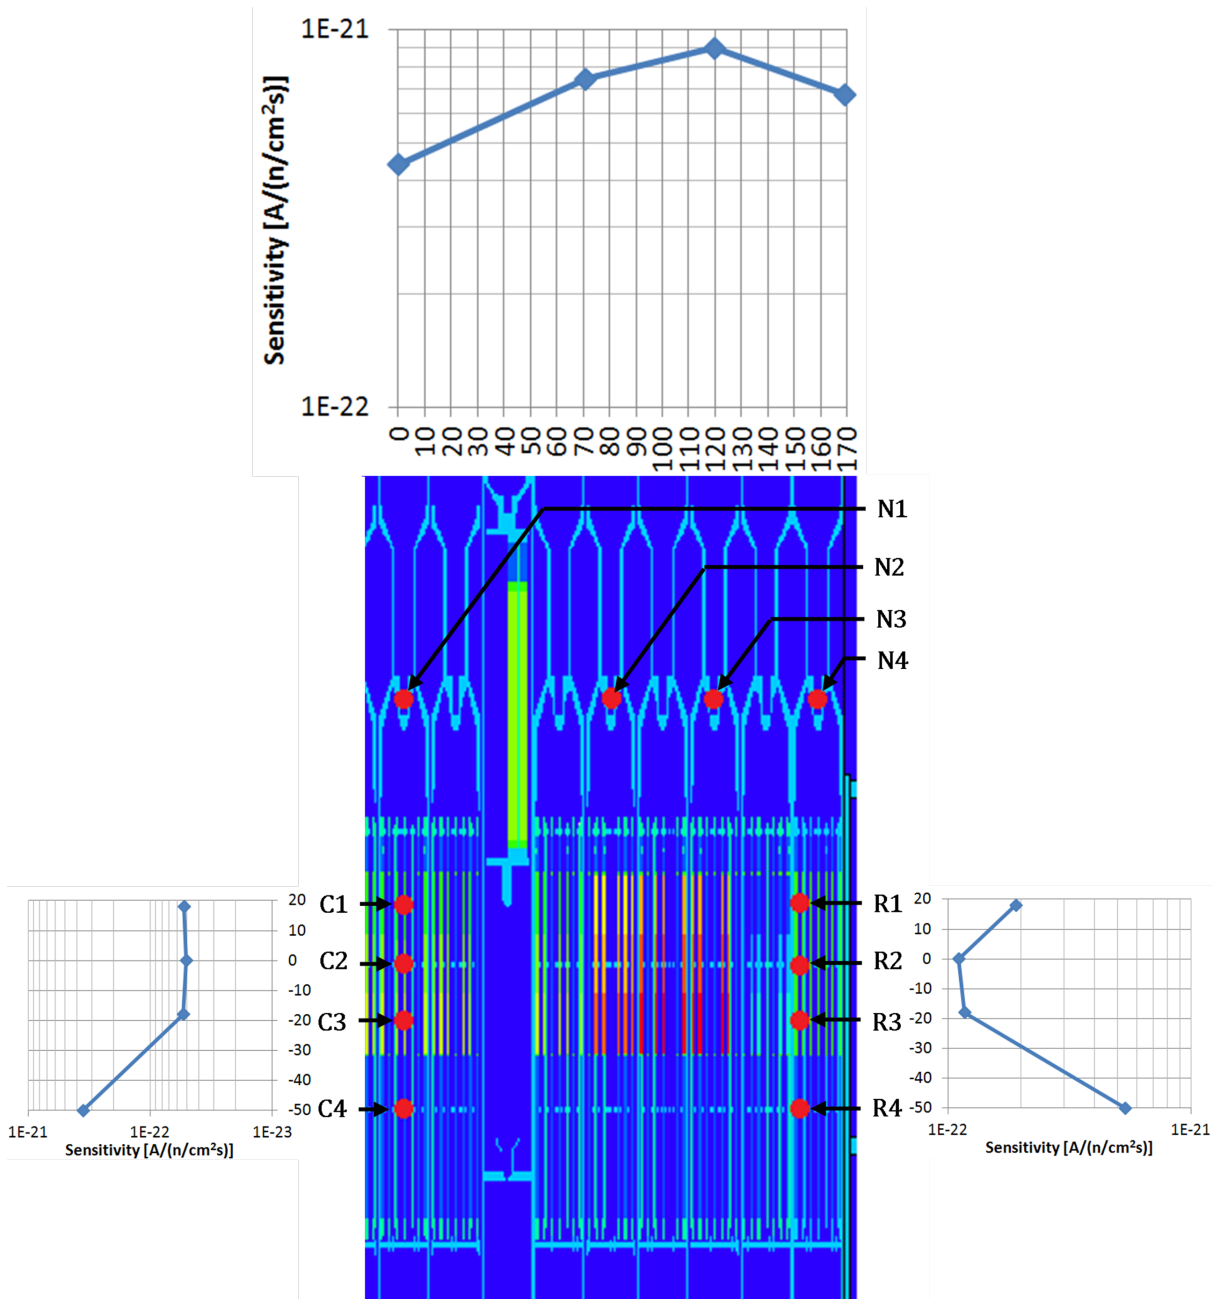 1E-21
Sensitivity [A/(n/cm²s)]
1E-22
0 10 20 30 40 50 60 70 80 90 100 110 120 130 140 150 160 170
N1
N2
N3
N4
C1
C2
C3
C4
R1
R2
R3
R4
20
10
0
-10
-20
-30
-40
-50
1E-21 1E-22 1E-23
Sensitivity [A/(n/cm²s)]
20
10
0
-10
-20
-30
-40
-50
1E-22 1E-21
Sensitivity [A/(n/cm²s)]